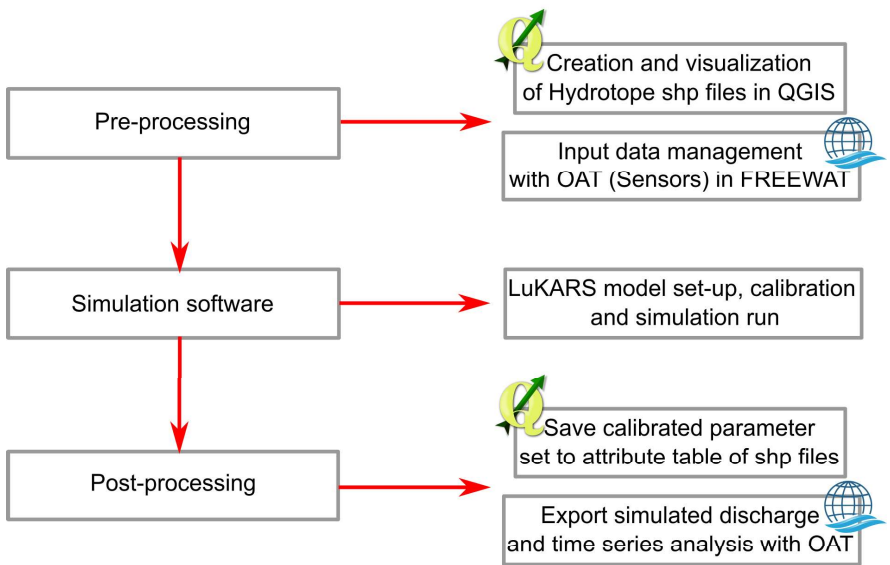 Pre-processing
Creation and visualization
of Hydrotope shp files in QGIS
Input data management
with OAT (Sensors) in FREEWAT
Simulation software
LuKARS model set-up, calibration
and simulation run
Post-processing
Save calibrated parameter
set to attribute table of shp files
Export simulated discharge
and time series analysis with OAT